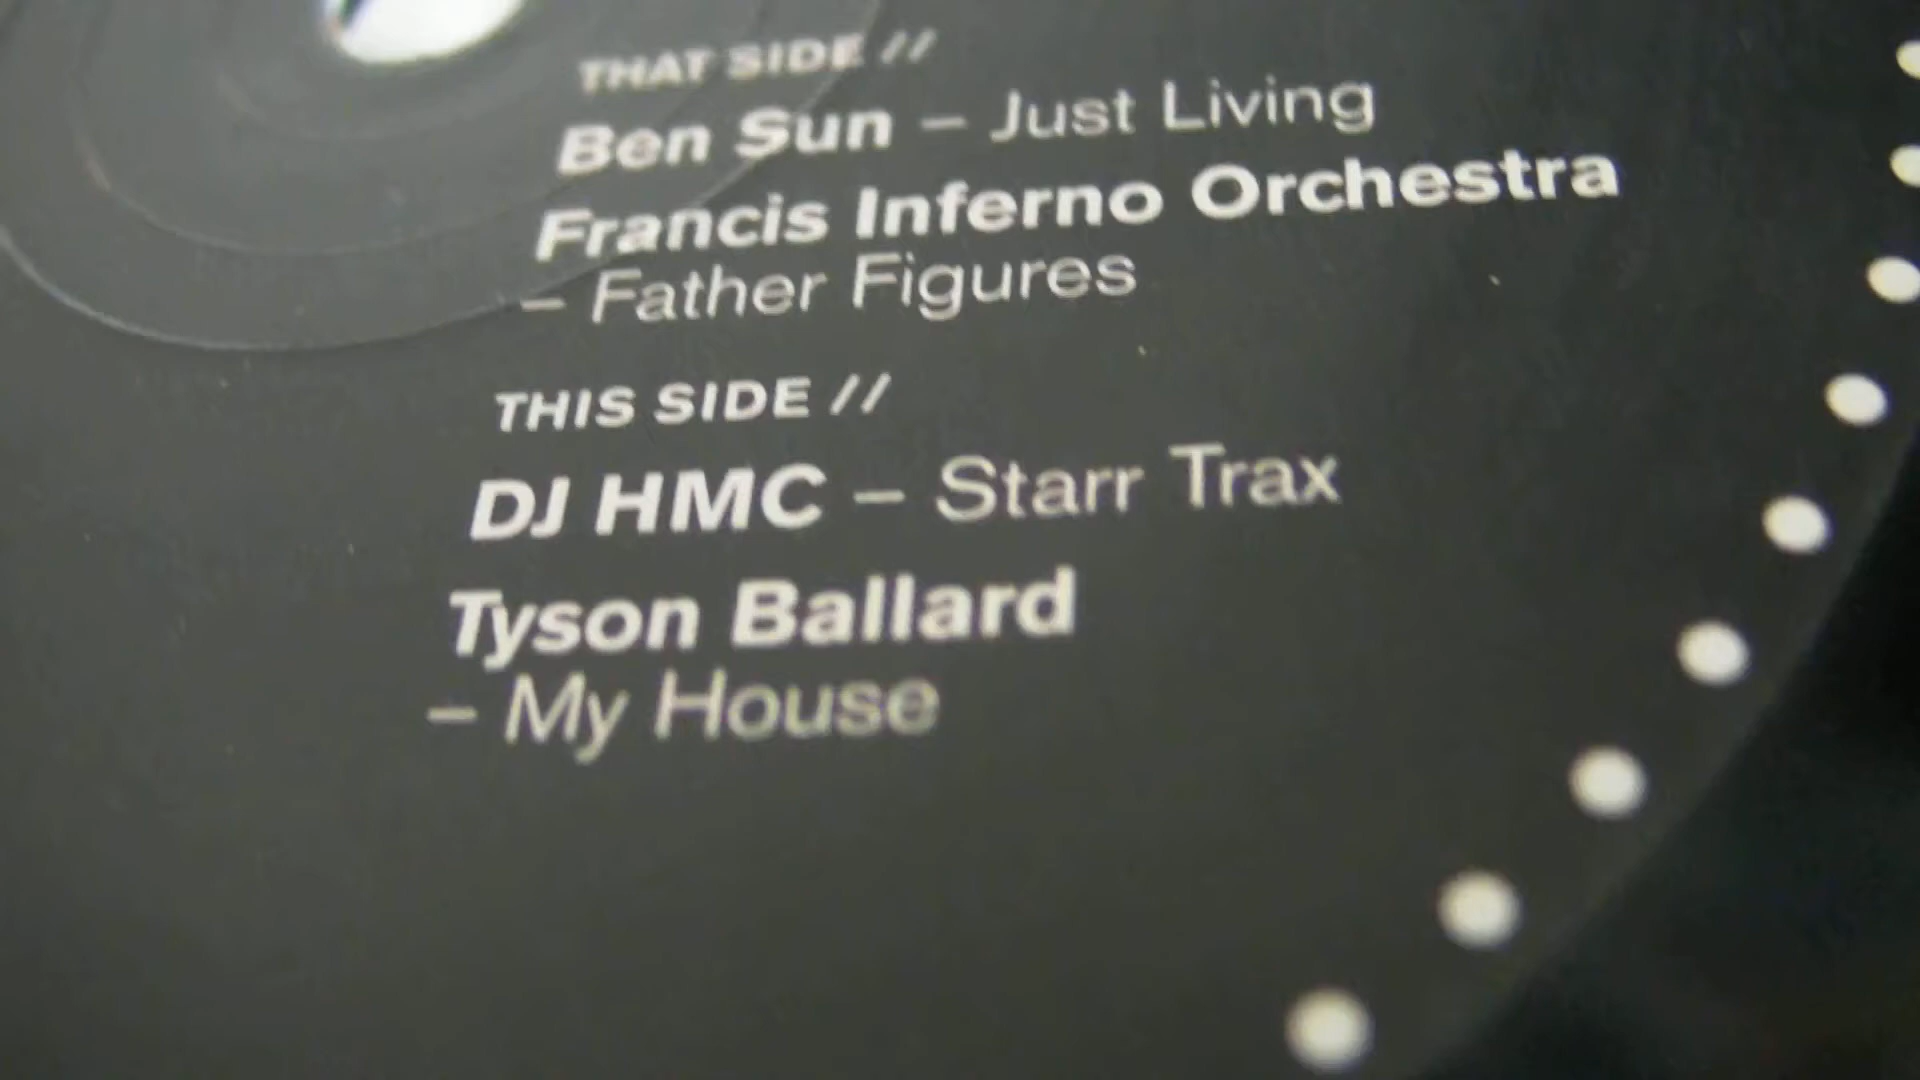 THAT SIDE //
Ben Sun – Just Living
Francis Inferno Orchestra
– Father Figures
THIS SIDE //
DJ HMC – Starr Trax
Tyson Ballard
– My House